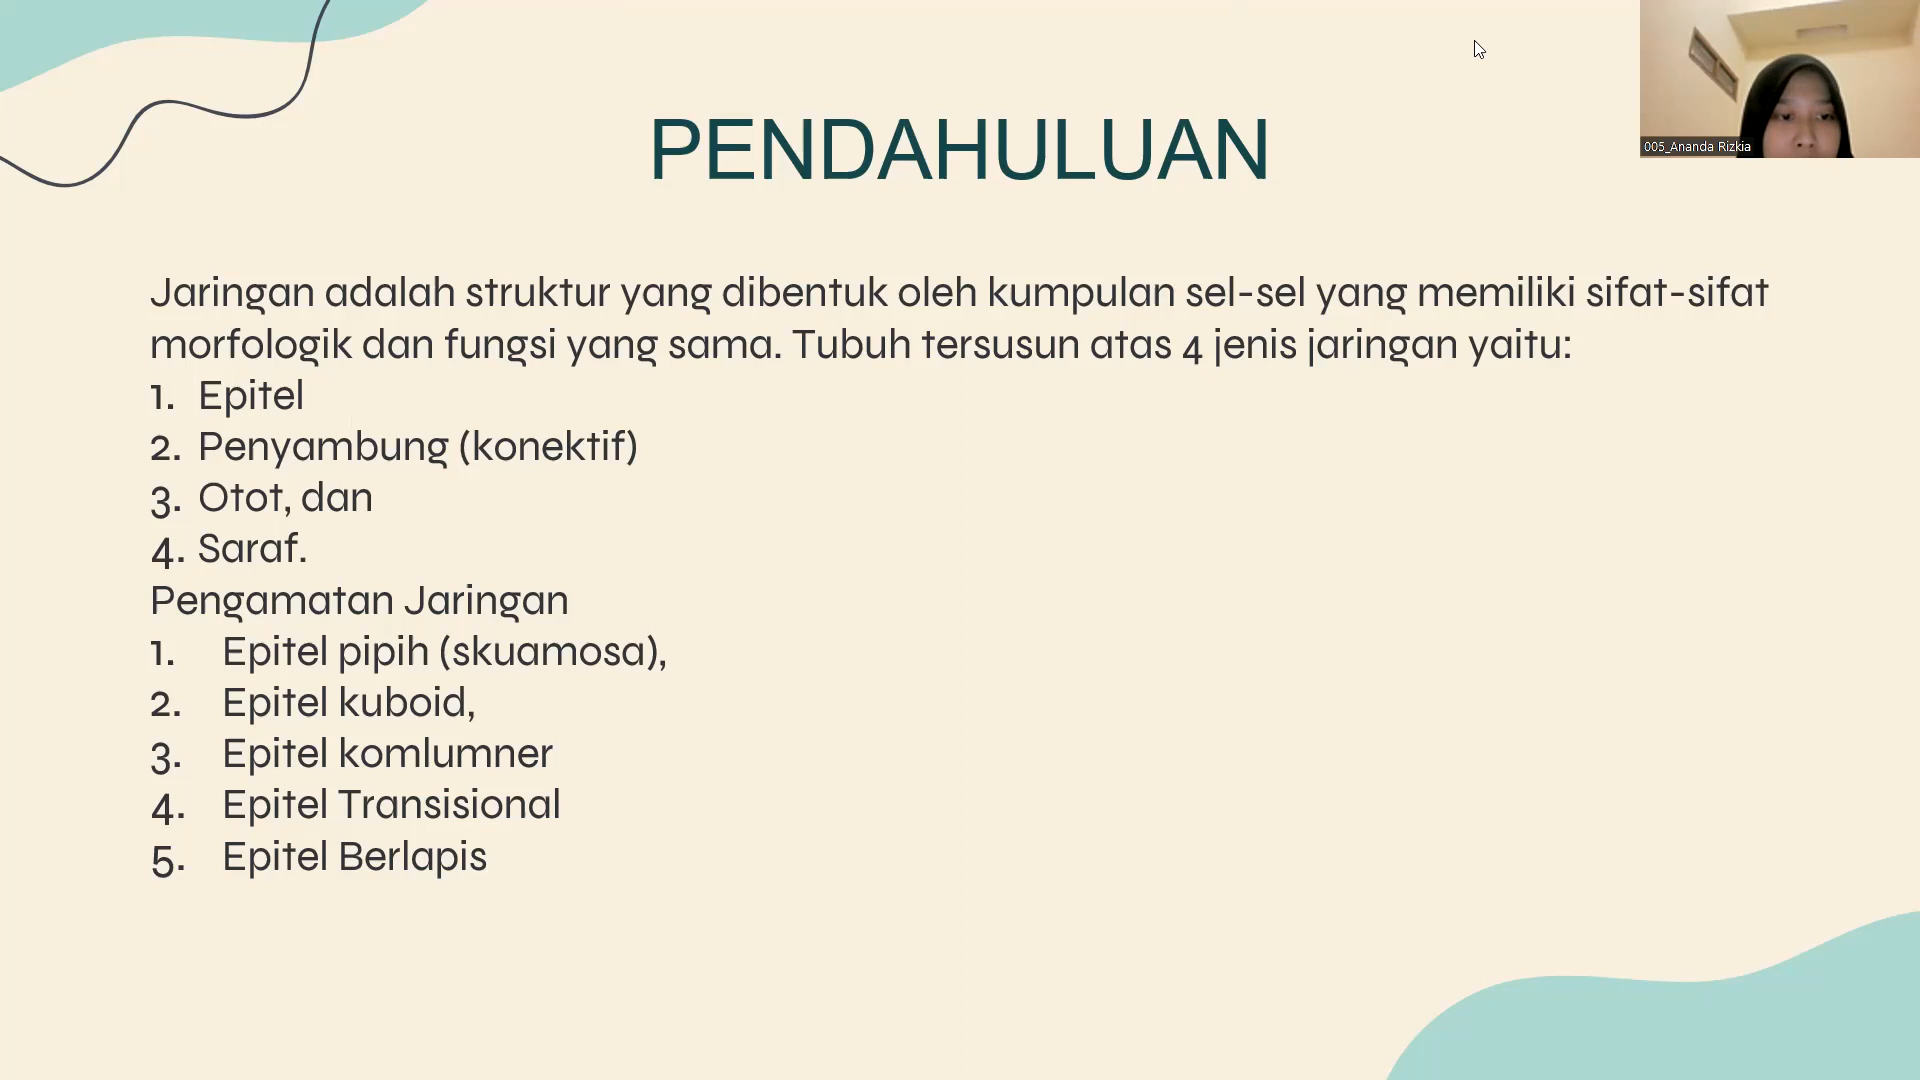 PENDAHULUAN
005_Ananda Rizkia
Jaringan adalah struktur yang dibentuk oleh kumpulan sel-sel yang memiliki sifat-sifat
morfologik dan fungsi yang sama. Tubuh tersusun atas 4 jenis jaringan yaitu:
1. Epitel
2. Penyambung (konektif)
3. Otot, dan
4. Saraf.
Pengamatan Jaringan
1. Epitel pipih (skuamosa),
2. Epitel kuboid,
3. Epitel komlumner
4. Epitel Transisional
5. Epitel Berlapis